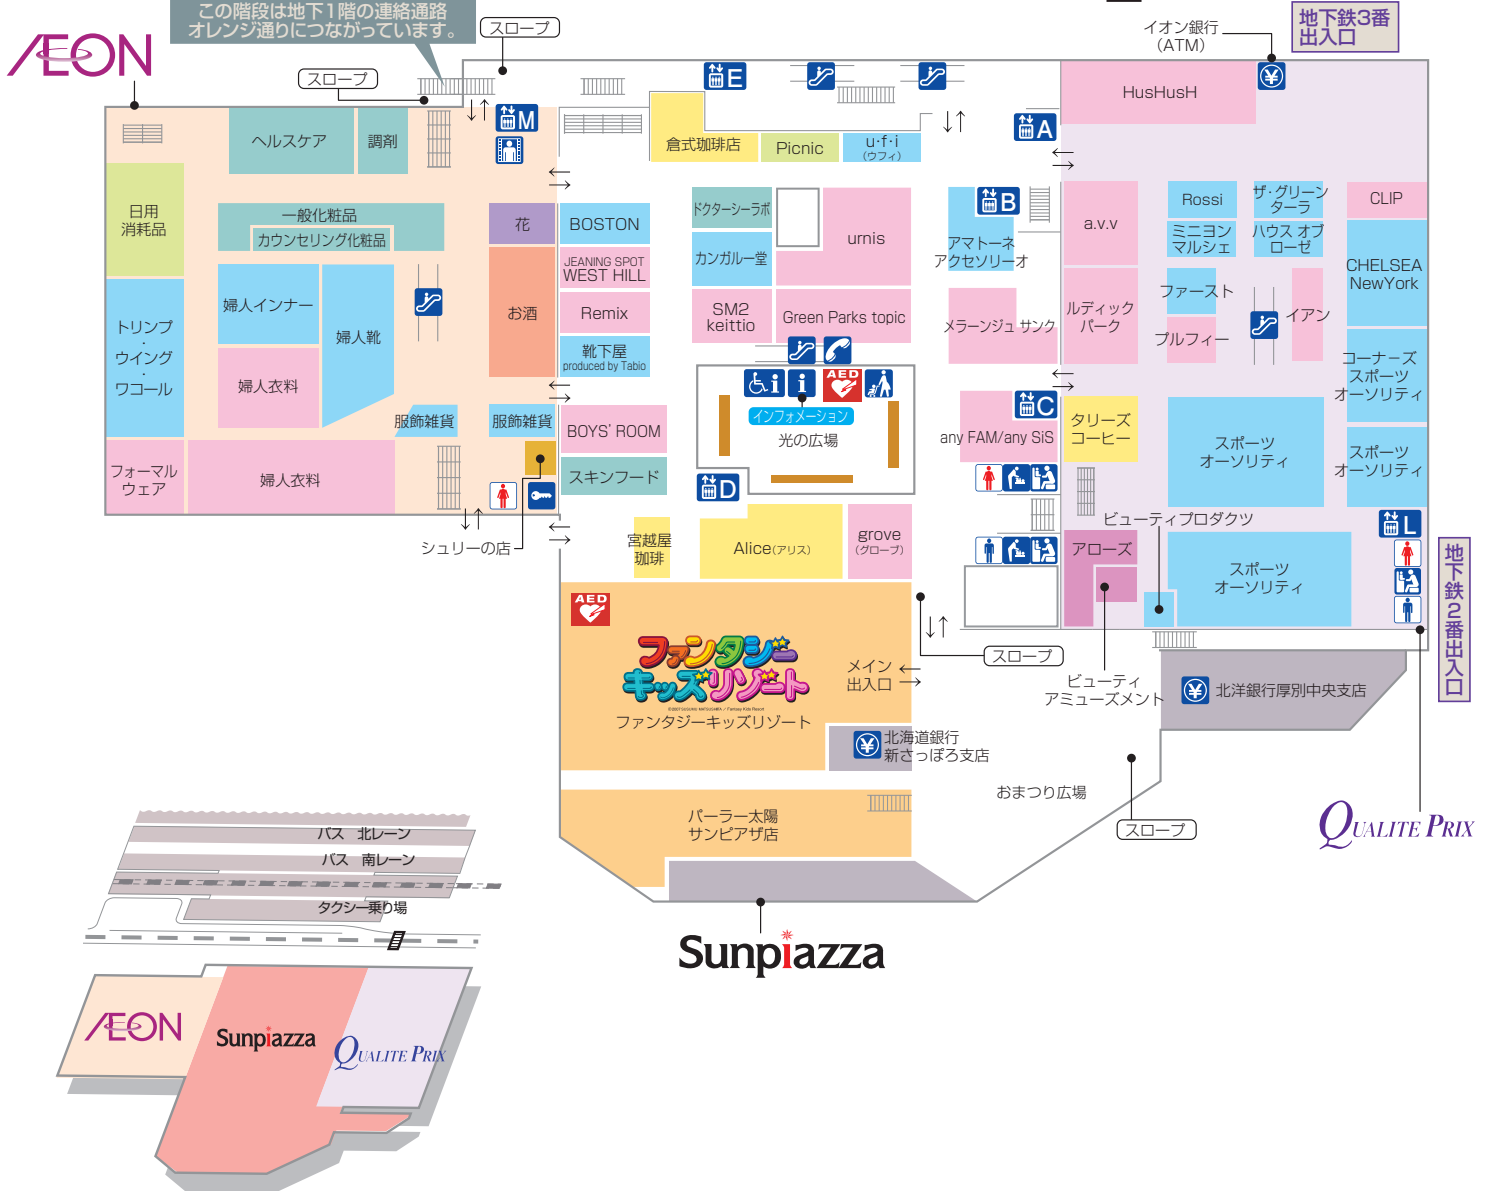 この階段は地下1階の連絡通路
オレンジ通りにつながっています。
スロープ
イオン銀行
（ATM）
地下鉄3番
出入口
ÆON
スロープ
E
HusHusH
M
A
ヘルスケア
調剤
倉式珈琲店
Picnic
u·f·i
（ウフィ）
日用
消耗品
一般化粧品
カウンセリング化粧品
花
BOSTON
ドクターシーラボ
urnis
B
a.v.v
Rossi
ザ・グリーン
ターラ
CLIP
JEANING SPOT
WEST HILL
カンガルー堂
アマトーネ
アクセソリーオ
ミニヨン
マルシェ
ハウス オブ
ローゼ
CHELSEA
NewYork
トリンプ
・
ウイング
・
ワコール
婦人インナー
婦人靴
お酒
Remix
SM2
keittio
Green Parks topic
メラーンジュ サンク
ルディック
パーク
ファースト
イアン
プルフィー
婦人衣料
靴下屋
produced by Tabio
コーナーズ
スポーツ
オーソリティ
AED
インフォメーション
光の広場
服飾雑貨
服飾雑貨
BOYS' ROOM
C
any FAM/any SiS
タリーズ
コーヒー
スポーツ
オーソリティ
スポーツ
オーソリティ
フォーマル
ウェア
婦人衣料
スキンフード
D
シュリーの店
宮越屋
珈琲
Alice（アリス）
grove
（グローブ）
ビューティプロダクツ
L
アローズ
スポーツ
オーソリティ
地下鉄2番出入口
AED
ファンタジー
キッズリゾート
ファンタジーキッズリゾート
メイン
出入口
スロープ
ビューティ
アミューズメント
北洋銀行厚別中央支店
北海道銀行
新さっぽろ支店
おまつり広場
スロープ
QUALITE PRIX
パーラー太陽
サンピアザ店
Sunpiazza
バス 北レーン
バス 南レーン
タクシー乗り場
ÆON
Sunpiazza
QUALITE PRIX